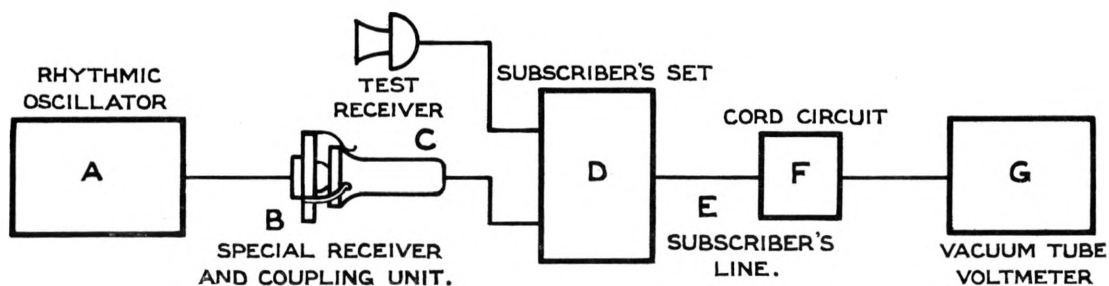 RHYTHMIC
OSCILLATOR
A
B
SPECIAL RECEIVER
AND COUPLING UNIT.
TEST
RECEIVER
C
SUBSCRIBER'S SET
D
E
SUBSCRIBER'S
LINE.
CORD CIRCUIT
F
G
VACUUM TUBE
VOLTMETER